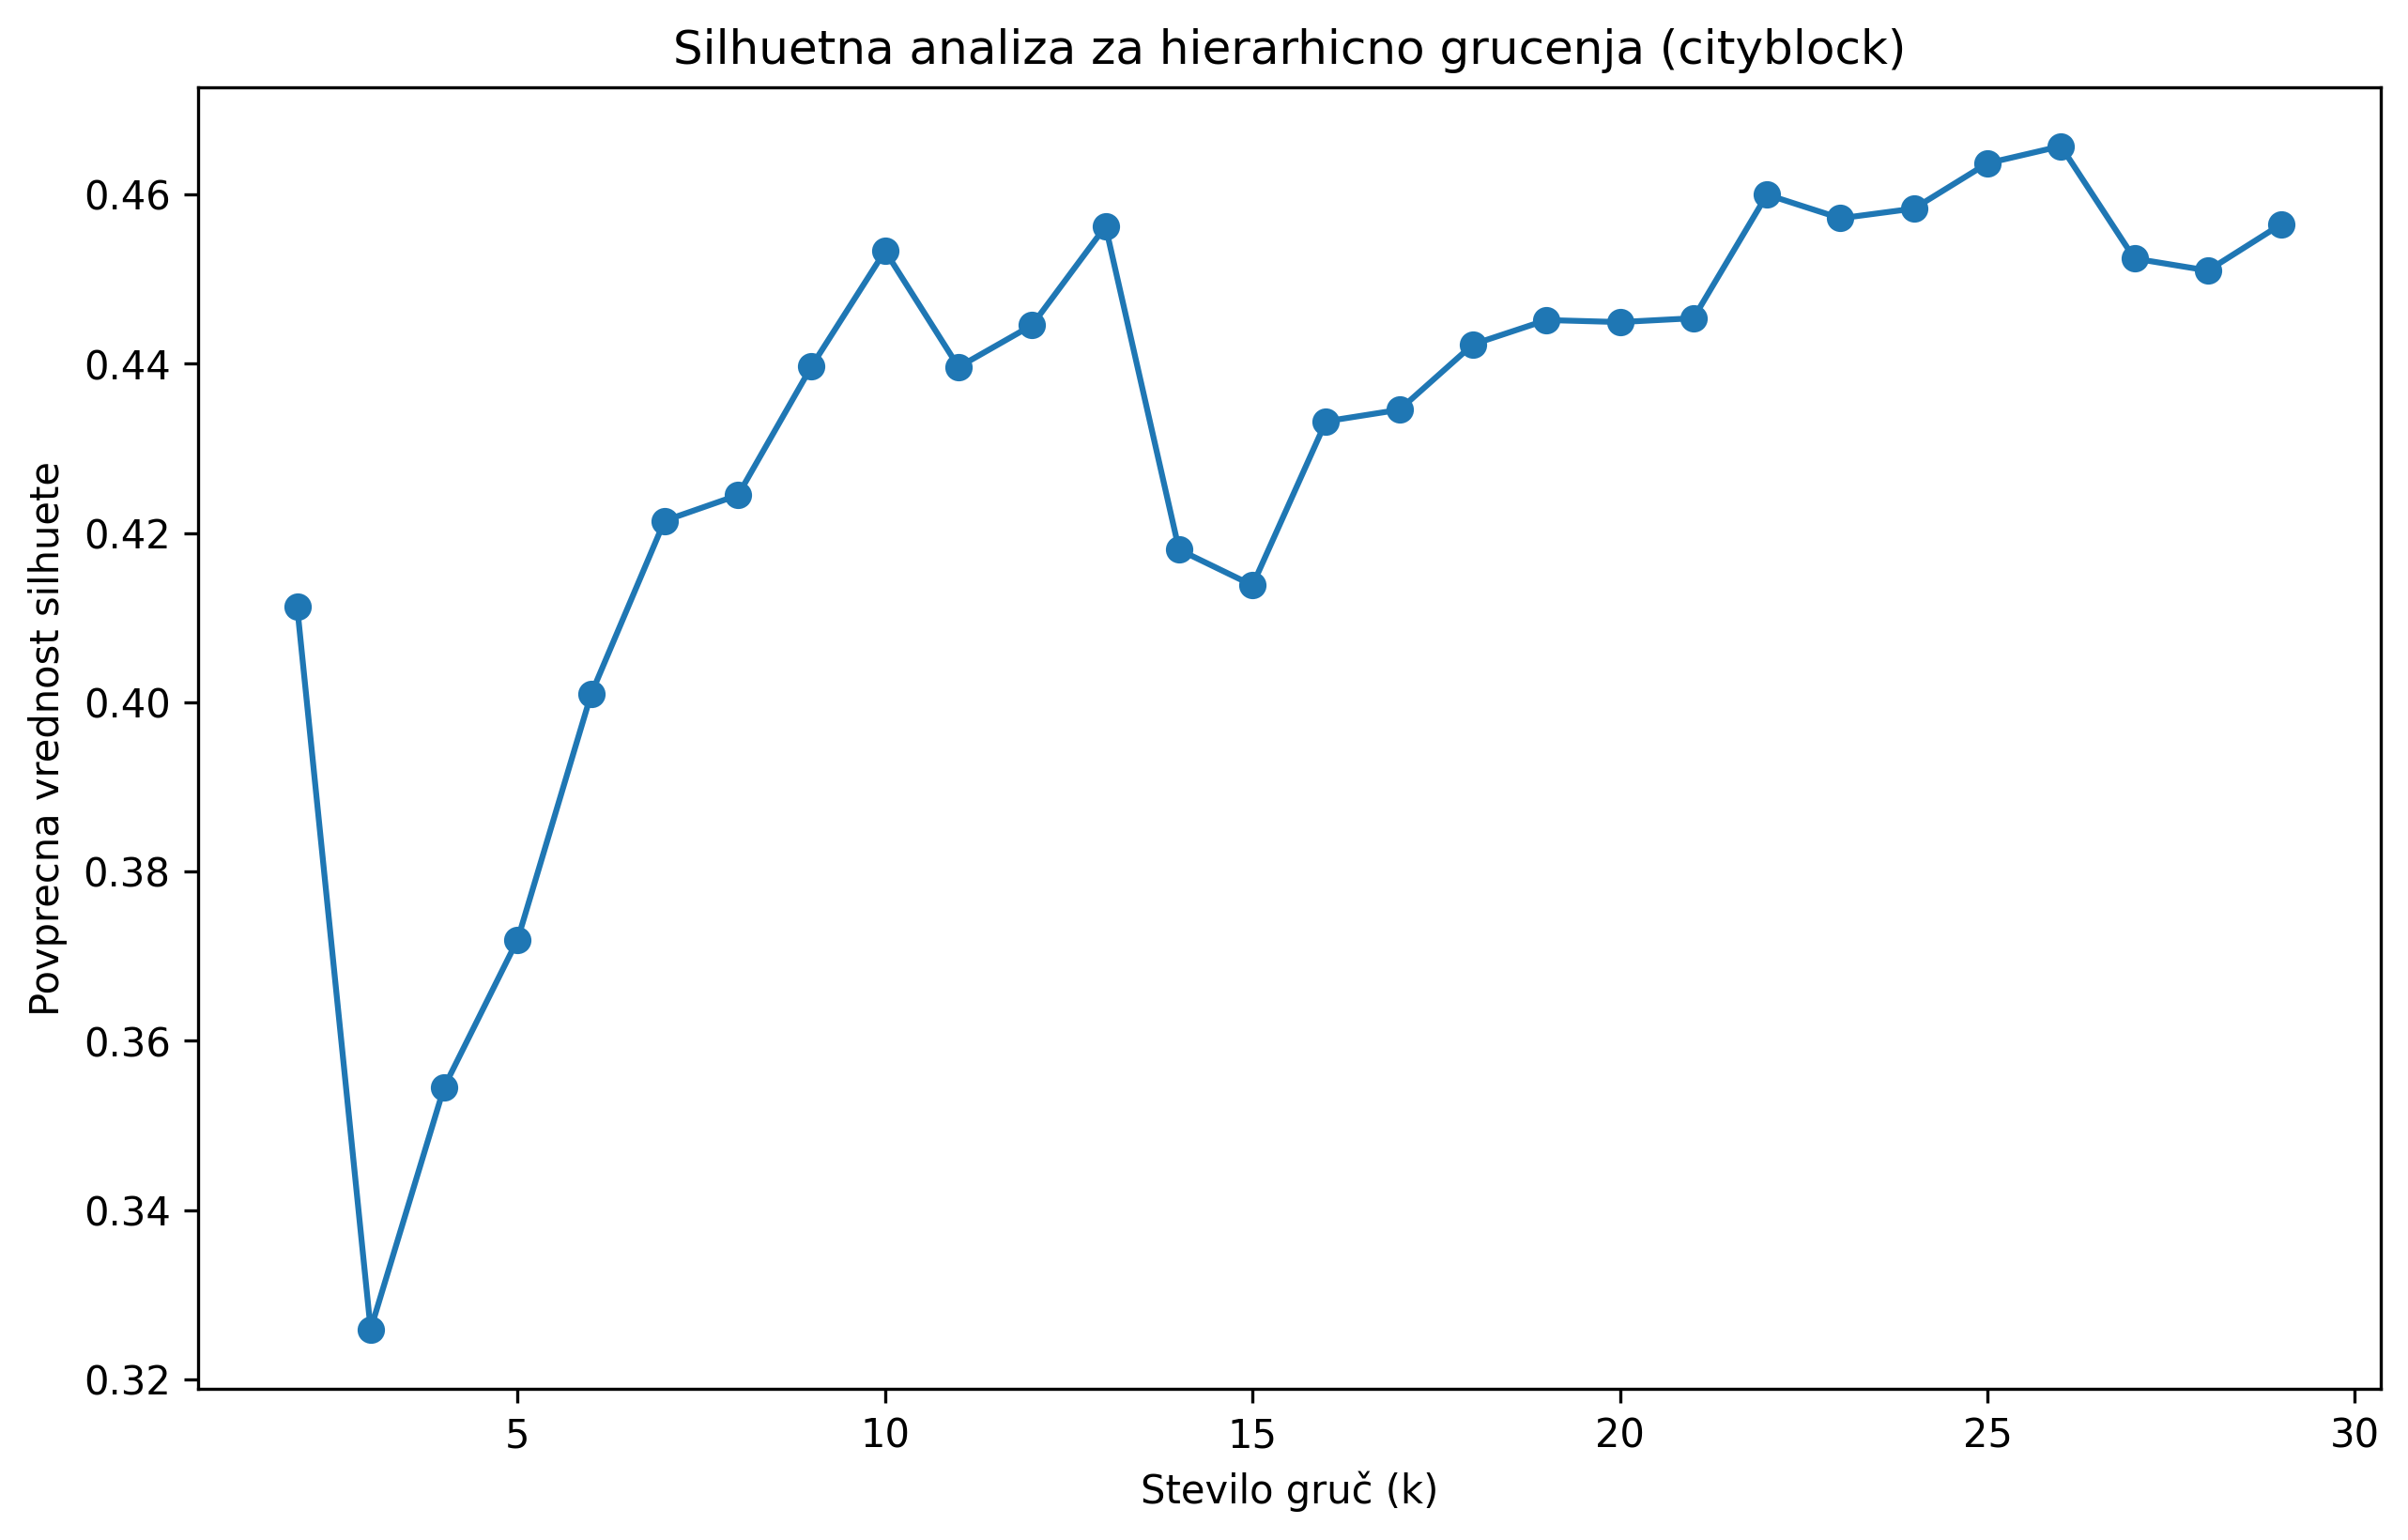 Silhuetna analiza za hierarhicno grucenja (cityblock)
Povprecna vrednost silhuete
0.46
0.44
0.42
0.40
0.38
0.36
0.34
0.32
5 10 15 20 25 30
Stevilo gruč (k)